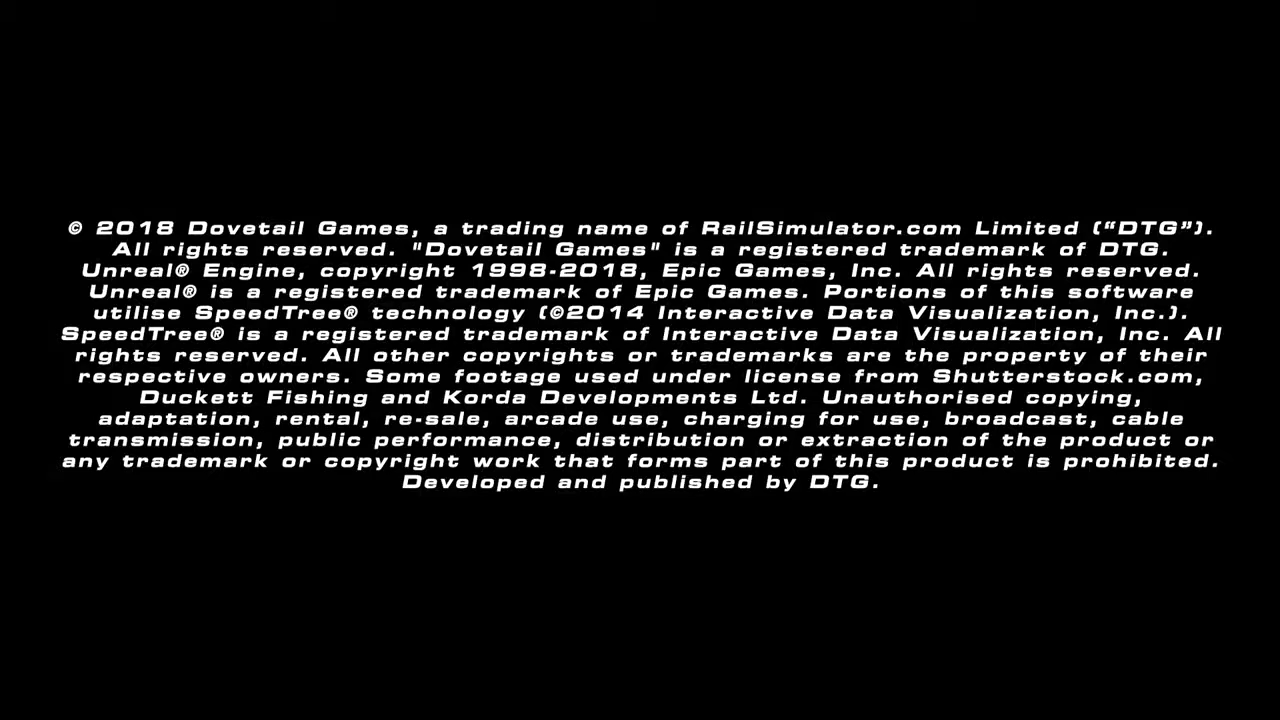 © 2018 Dovetail Games, a trading name of RailSimulator.com Limited (“DTG”).
All rights reserved. "Dovetail Games" is a registered trademark of DTG.
Unreal® Engine, copyright 1998-2018, Epic Games, Inc. All rights reserved.
Unreal® is a registered trademark of Epic Games. Portions of this software
utilise SpeedTree® technology (©2014 Interactive Data Visualization, Inc.).
SpeedTree® is a registered trademark of Interactive Data Visualization, Inc. All
rights reserved. All other copyrights or trademarks are the property of their
respective owners. Some footage used under license from Shutterstock.com,
Duckett Fishing and Korda Developments Ltd. Unauthorised copying,
adaptation, rental, re-sale, arcade use, charging for use, broadcast, cable
transmission, public performance, distribution or extraction of the product or
any trademark or copyright work that forms part of this product is prohibited.
Developed and published by DTG.